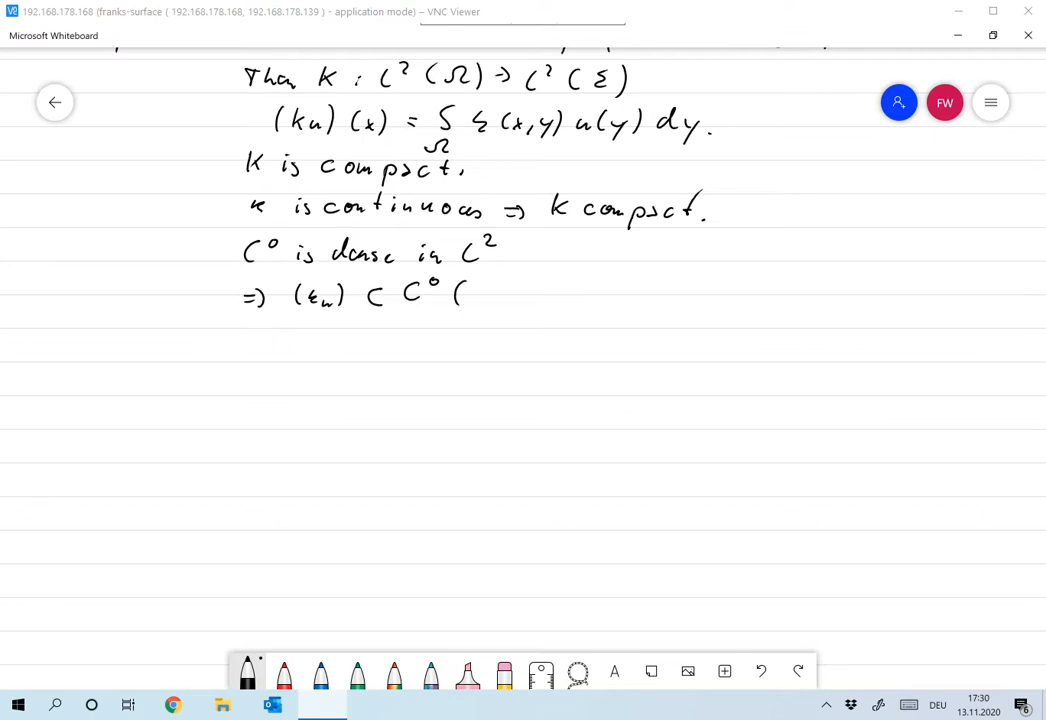 192.168.178.168 (franks-surface ( 192.168.178.168, 192.168.178.139 ) - application mode) – VNC Viewer
Microsoft Whiteboard
Then K : L² (Ω) → L² (Σ)
(Ku) (x) = ∫_Ω k (x,y) u(y) dy.
K is compact.
k is continuous ⇒ K compact.
C⁰ is dense in L²
⇒ (k_n) ⊂ C⁰ (
FW
A
DEU
17:30
13.11.2020
6